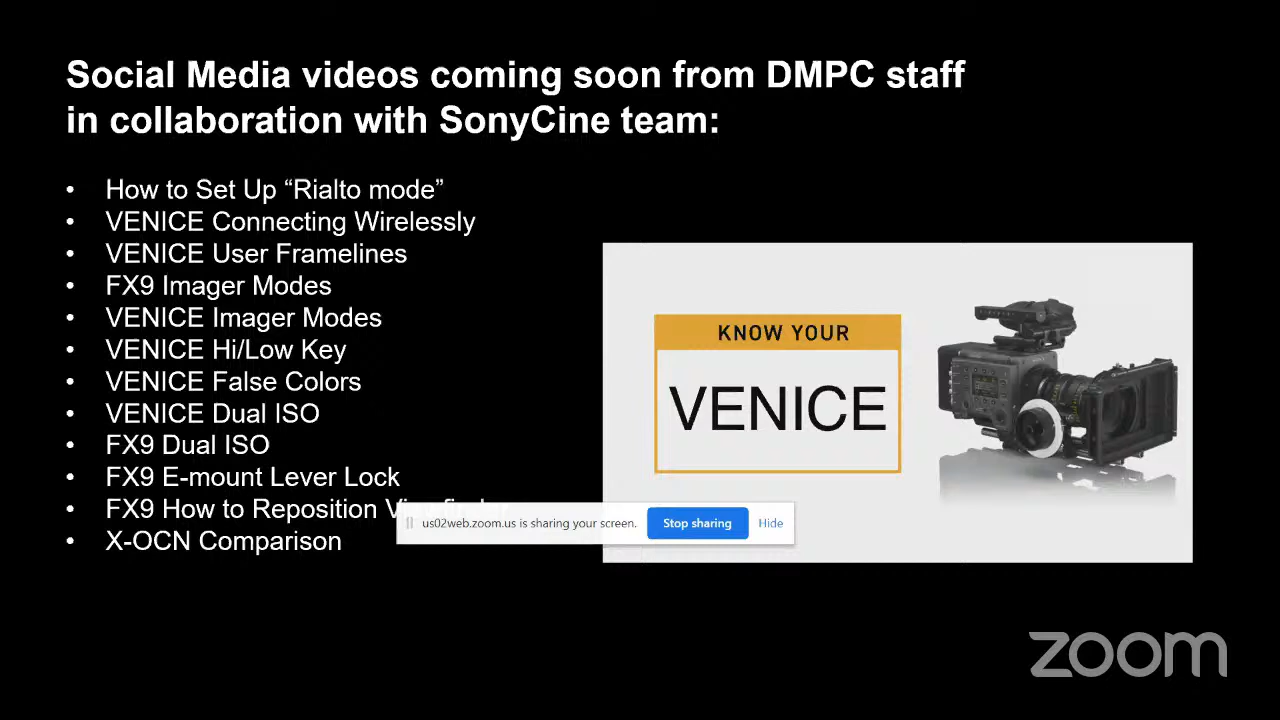 Social Media videos coming soon from DMPC staff
in collaboration with SonyCine team:
• How to Set Up “Rialto mode”
• VENICE Connecting Wirelessly
• VENICE User Framelines
• FX9 Imager Modes
• VENICE Imager Modes
• VENICE Hi/Low Key
• VENICE False Colors
• VENICE Dual ISO
• FX9 Dual ISO
• FX9 E-mount Lever Lock
• FX9 How to Reposition
• X-OCN Comparison
KNOW YOUR
VENICE
us02web.zoom.us is sharing your screen.
Stop sharing
Hide
zoom